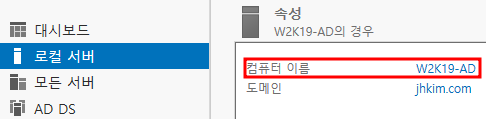 대시보드
로컬 서버
모든 서버
AD DS
속성
W2K19-AD의 경우
컴퓨터 이름 W2K19-AD
도메인 jhkim.com